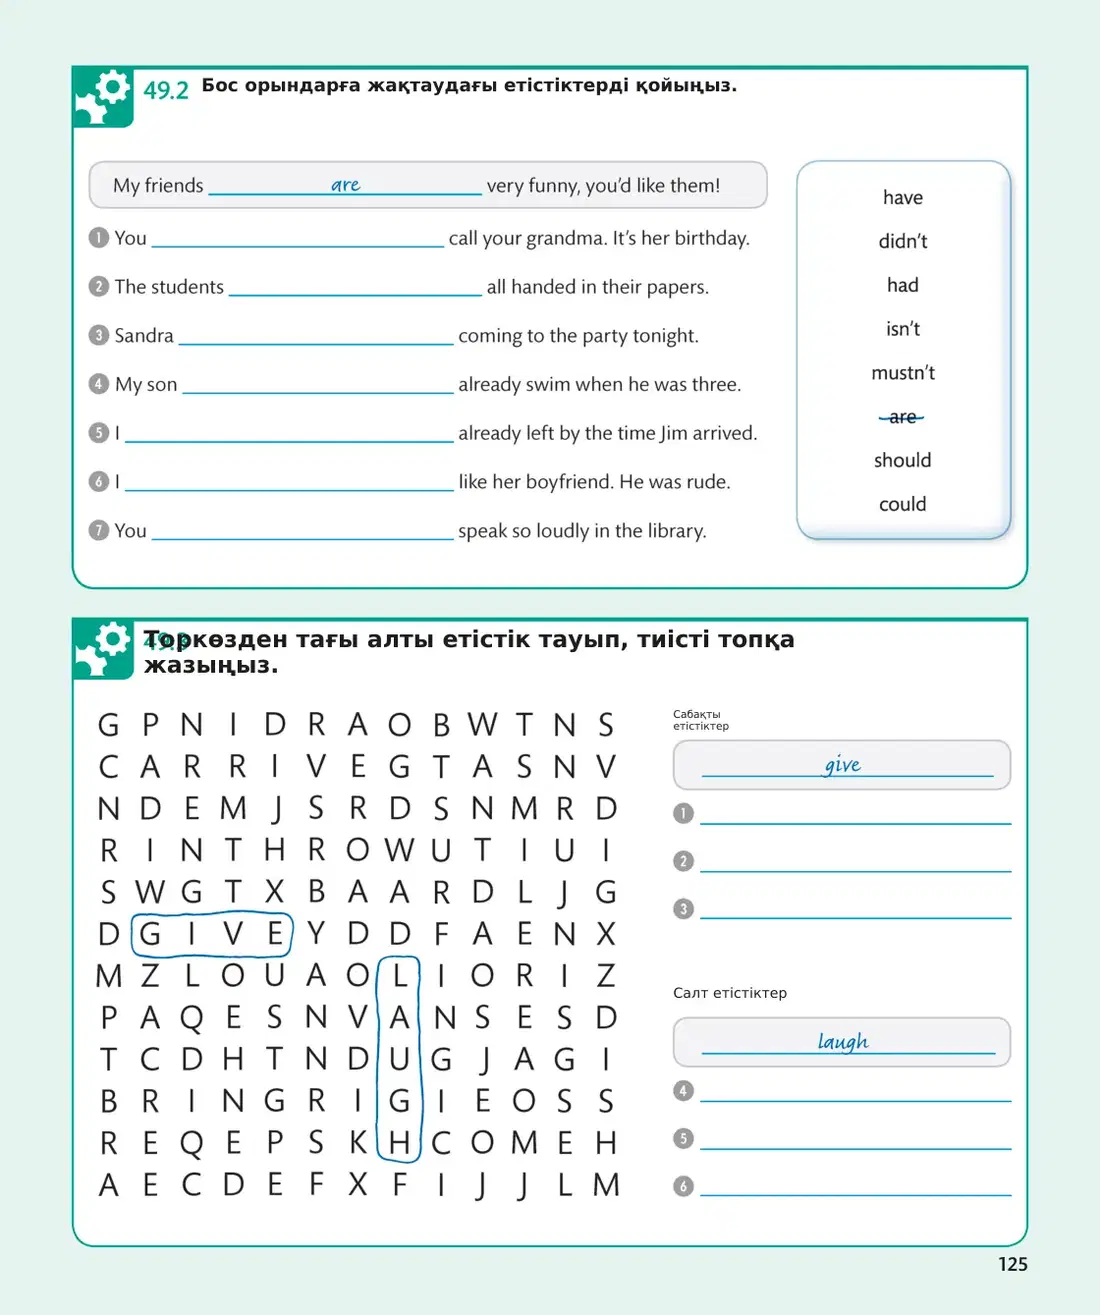 49.2 Бос орындарға жақтаудағы етістіктерді қойыңыз.
My friends are very funny, you'd like them!
1 You call your grandma. It's her birthday.
2 The students all handed in their papers.
3 Sandra coming to the party tonight.
4 My son already swim when he was three.
5 I already left by the time Jim arrived.
6 I like her boyfriend. He was rude.
7 You speak so loudly in the library.
have
didn't
had
isn't
mustn't
are
should
could
Торкөзден тағы алты етістік тауып, тиісті топқа
жазыңыз.
G P N I D R A O B W T N S
C A R R I V E G T A S N V
N D E M J S R D S N M R D
R I N T H R O W U T I U I
S W G T X B A A R D L J G
D G I V E Y D D F A E N X
M Z L O U A O L I O R I Z
P A Q E S N V A N S E S D
T C D H T N D U G J A G I
B R I N G R I G I E O S S
R E Q E P S K H C O M E H
A E C D E F X F I J J L M
Сабақты
етістіктер
give
1
2
3
Салт етістіктер
laugh
4
5
6
125